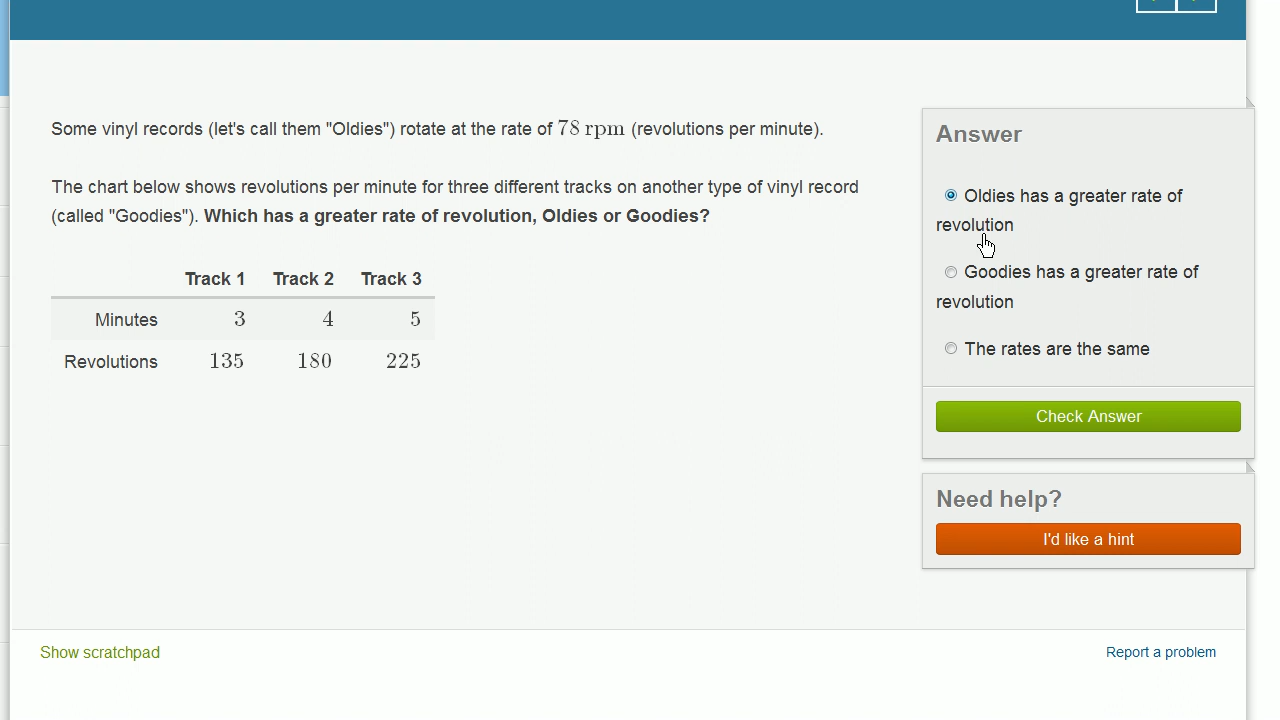 Some vinyl records (let's call them "Oldies") rotate at the rate of 78 rpm (revolutions per minute).
The chart below shows revolutions per minute for three different tracks on another type of vinyl record
(called "Goodies"). Which has a greater rate of revolution, Oldies or Goodies?
Track 1 Track 2 Track 3
Minutes 3 4 5
Revolutions 135 180 225
Answer
Oldies has a greater rate of
revolution
Goodies has a greater rate of
revolution
The rates are the same
Check Answer
Need help?
I'd like a hint
Show scratchpad
Report a problem